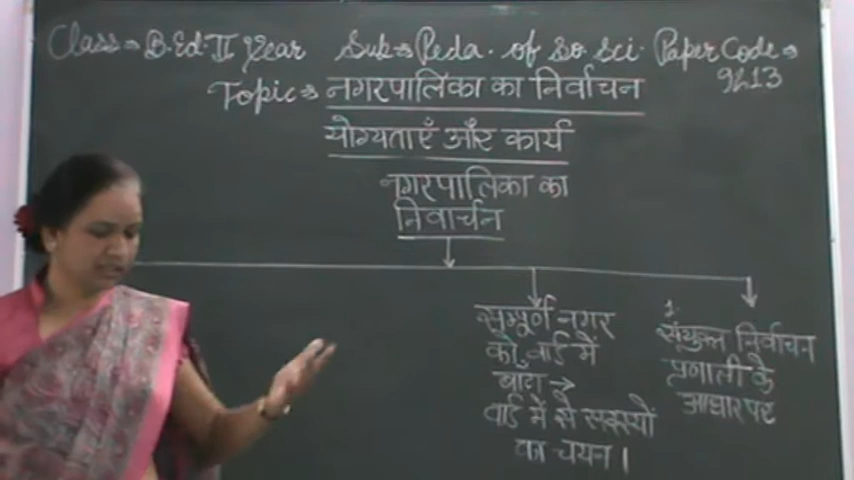 Class⇒ B.Ed. II Year Sub⇒ Peda. of So. Sci. Paper Code⇒
9213
Topic⇒ नगरपालिका का निर्वाचन
योग्यताएँ और कार्य
नगरपालिका का
निवार्चन
सम्पूर्ण नगर
को वार्ड में
बांटा →
वार्ड में से सदस्यों
का चयन।
संयुक्त निर्वाचन
प्रणाली के
आधार पर